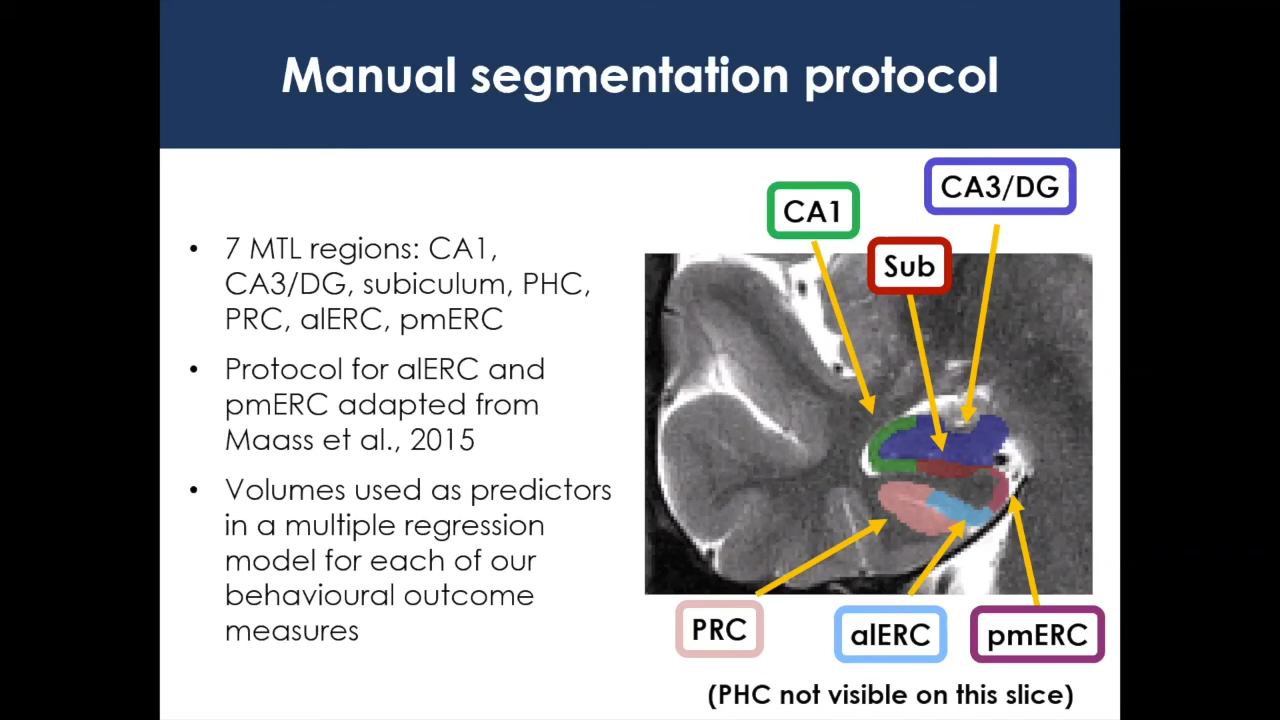 Manual segmentation protocol
• 7 MTL regions: CA1,
CA3/DG, subiculum, PHC,
PRC, alERC, pmERC
• Protocol for alERC and
pmERC adapted from
Maass et al., 2015
• Volumes used as predictors
in a multiple regression
model for each of our
behavioural outcome
measures
CA1
CA3/DG
Sub
PRC
alERC
pmERC
(PHC not visible on this slice)